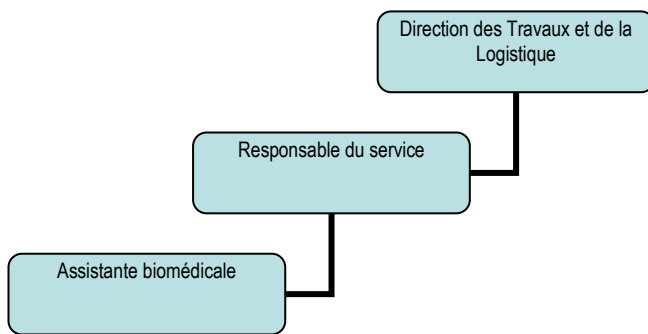 Direction des Travaux et de la
Logistique
Responsable du service
Assistante biomédicale